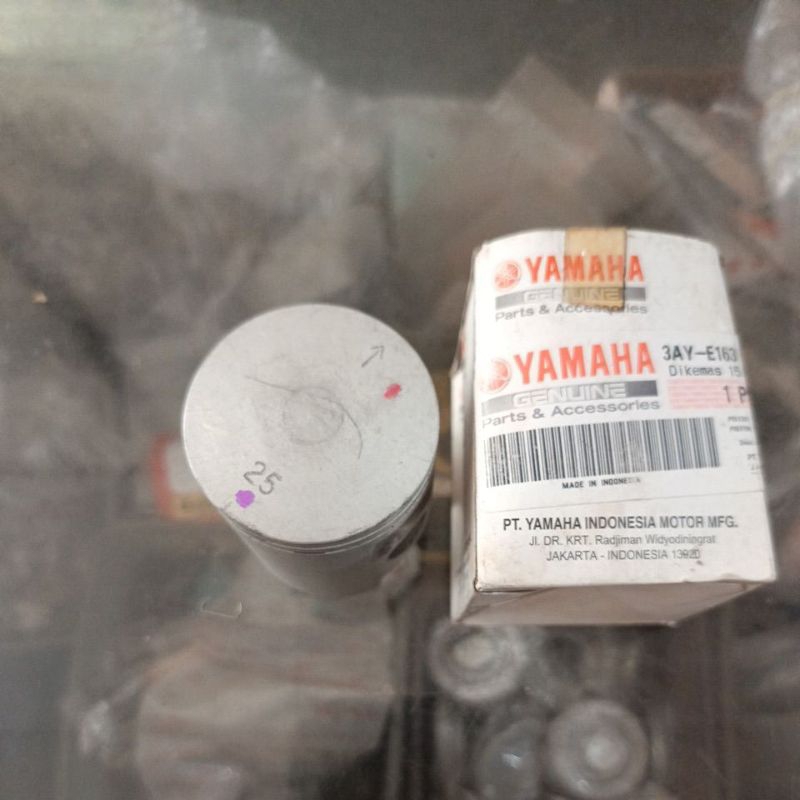 25
YAMAHA
GENUINE
Parts & Accessories
YAMAHA
GENUINE
Parts & Accessories
3AY-E163
Dikemas 15
1 P
MADE IN INDONESIA
PT. YAMAHA INDONESIA MOTOR MFG.
Jl. DR. KRT. Radjiman Widyodiningrat
JAKARTA - INDONESIA 13920